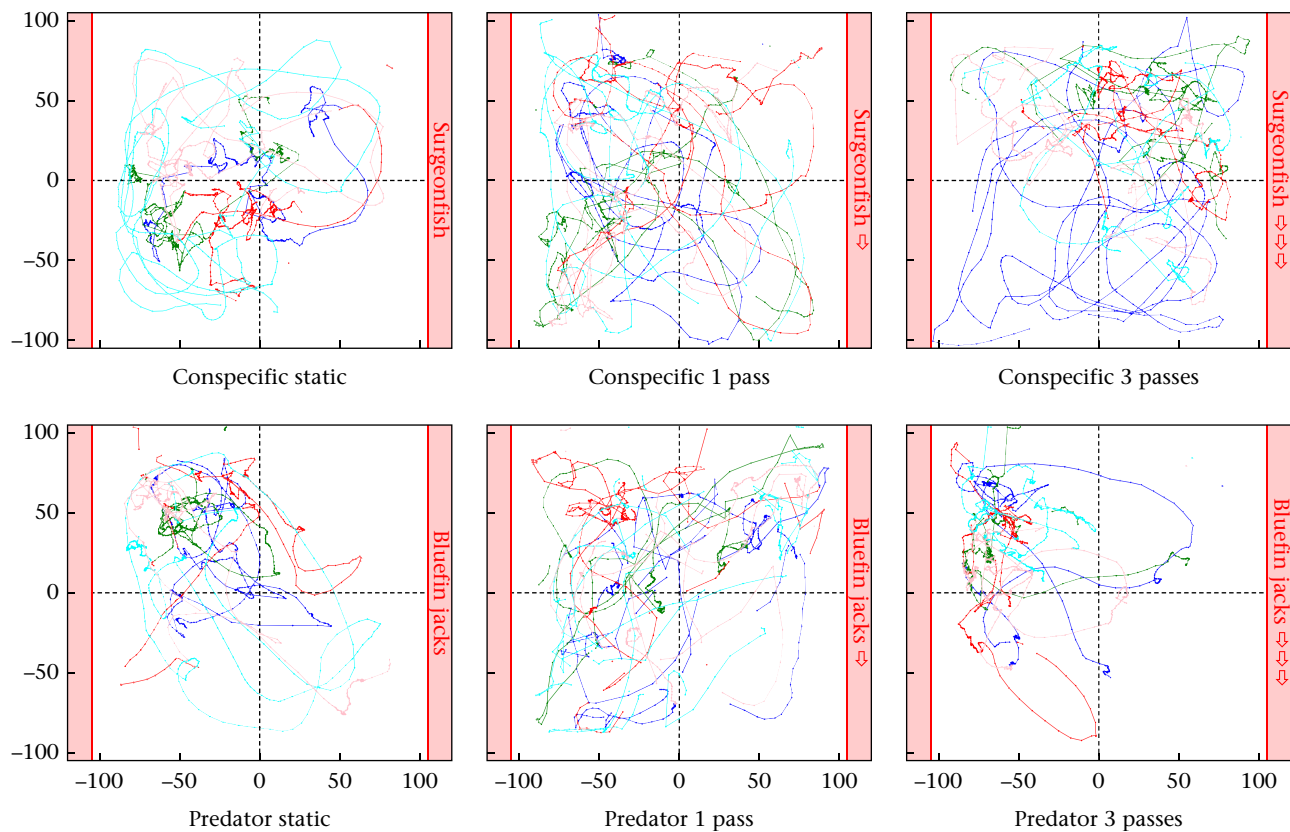 100
50
0
−50
−100
Surgeonfish
Surgeonfish ⇩
Surgeonfish ⇩⇩⇩
Conspecific static
Conspecific 1 pass
Conspecific 3 passes
100
50
0
−50
−100
Bluefin jacks
Bluefin jacks ⇩
Bluefin jacks ⇩⇩⇩
−100 −50 0 50 100
−100 −50 0 50 100
−100 −50 0 50 100
Predator static
Predator 1 pass
Predator 3 passes